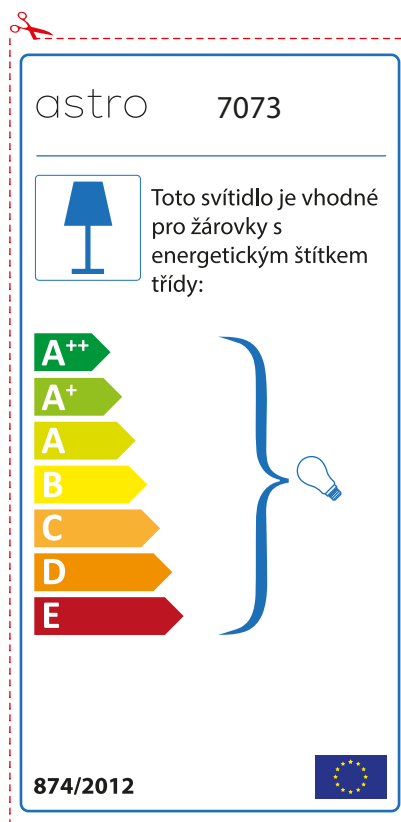 astro 7073
Toto svítidlo je vhodné
pro žárovky s
energetickým štítkem
třídy:
A++
A+
A
B
C
D
E
874/2012